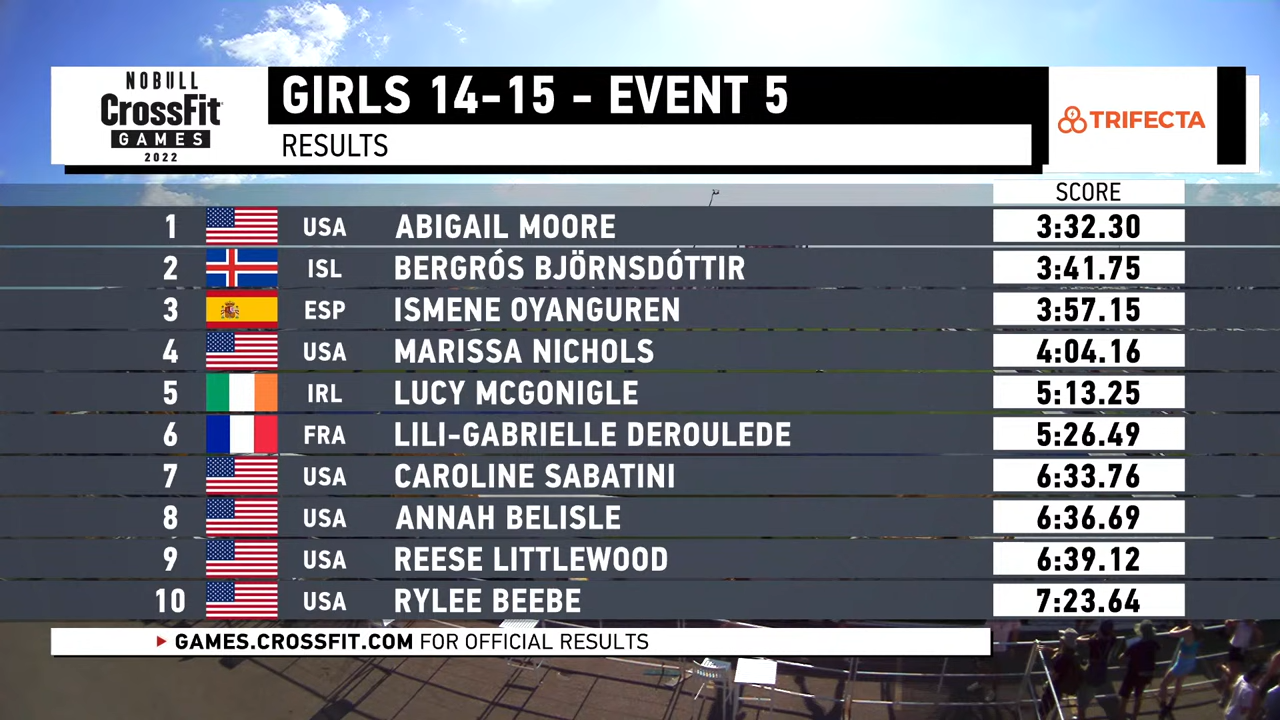 NOBULL
CrossFit
GAMES
2022
GIRLS 14-15 - EVENT 5
RESULTS
TRIFECTA
SCORE
1 USA ABIGAIL MOORE 3:32.30
2 ISL BERGRÓS BJÖRNSDÓTTIR 3:41.75
3 ESP ISMENE OYANGUREN 3:57.15
4 USA MARISSA NICHOLS 4:04.16
5 IRL LUCY MCGONIGLE 5:13.25
6 FRA LILI-GABRIELLE DEROULEDE 5:26.49
7 USA CAROLINE SABATINI 6:33.76
8 USA ANNAH BELISLE 6:36.69
9 USA REESE LITTLEWOOD 6:39.12
10 USA RYLEE BEEBE 7:23.64
GAMES.CROSSFIT.COM FOR OFFICIAL RESULTS